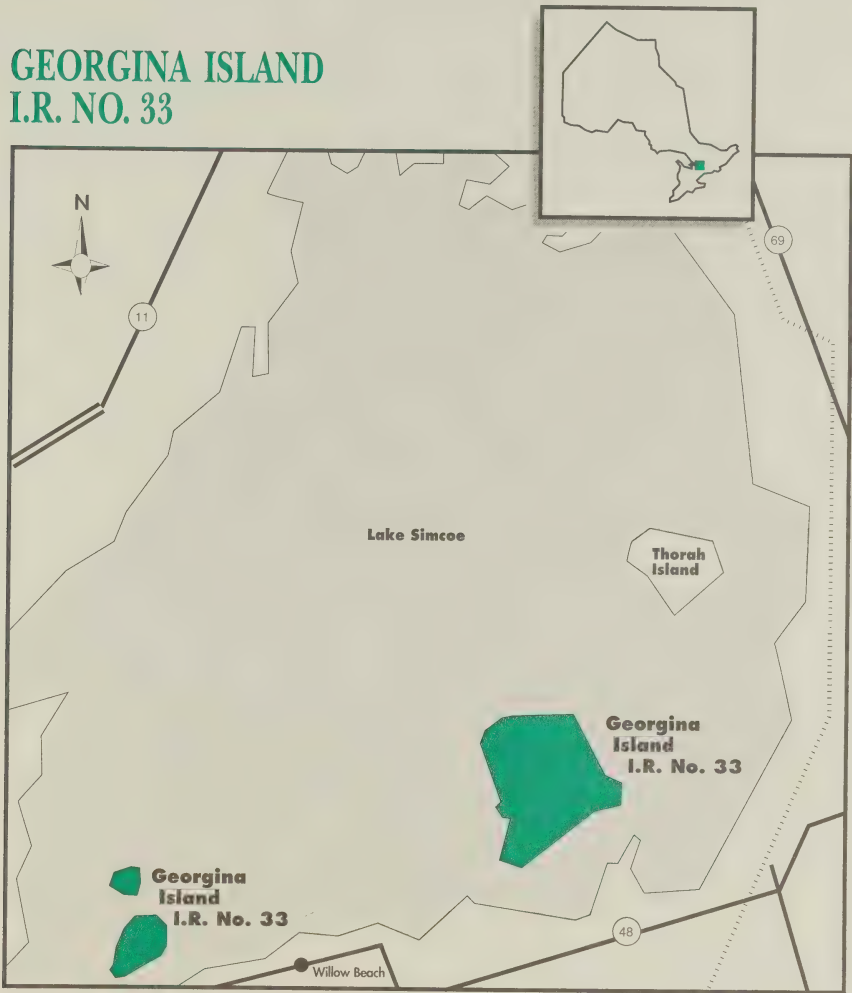 GEORGINA ISLAND
I.R. NO. 33
N
69
11
Lake Simcoe
Thorah
Island
Georgina
Island
I.R. No. 33
Georgina
Island
I.R. No. 33
48
Willow Beach